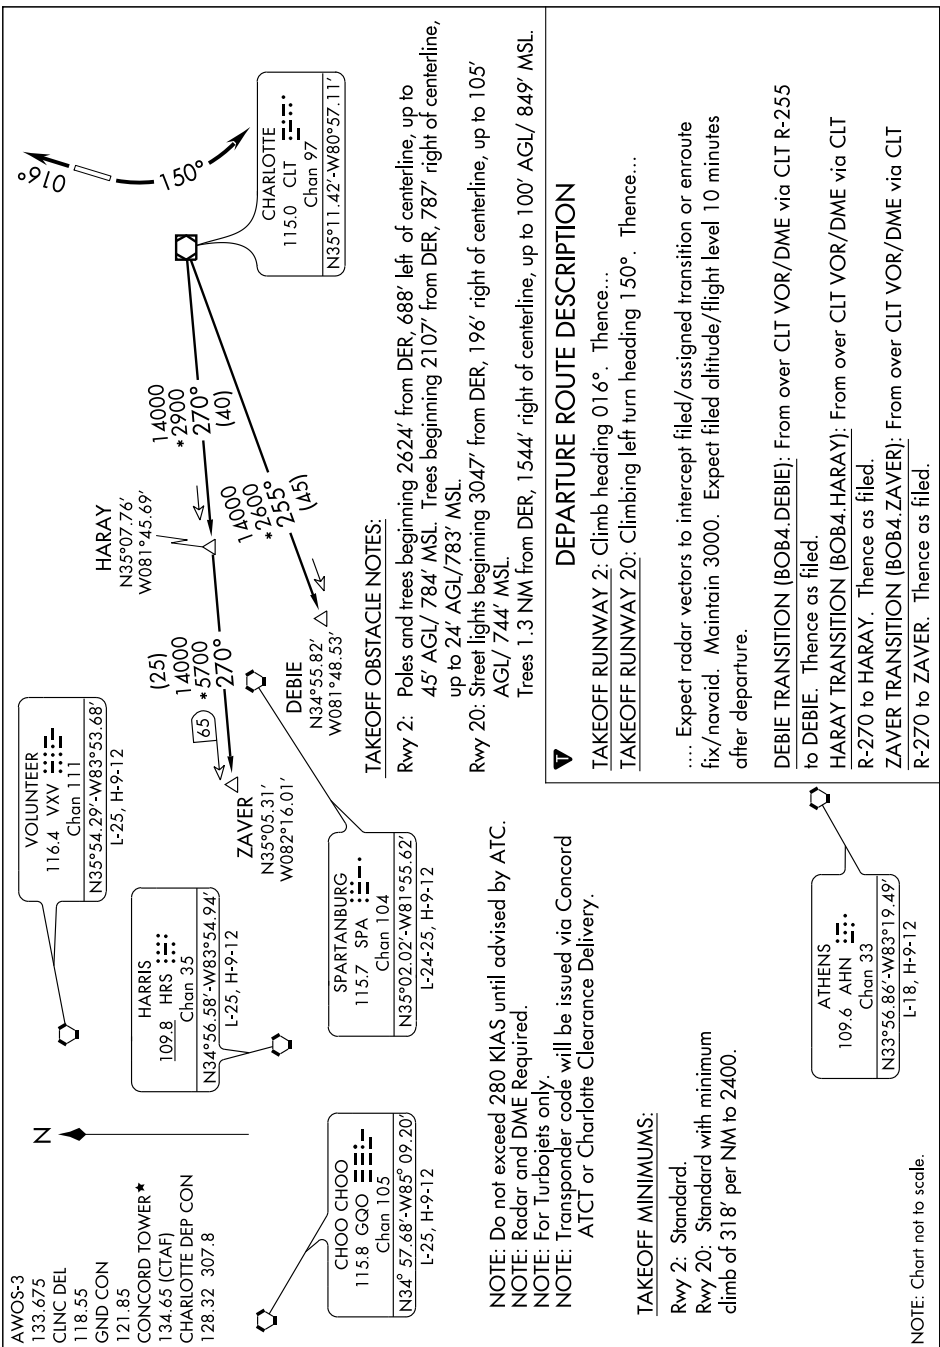 AWOS-3
133.675
CLNC DEL
118.55
GND CON
121.85
CONCORD TOWER★
134.65 (CTAF)
CHARLOTTE DEP CON
128.32 307.8
N
VOLUNTEER
116.4 VXV
Chan 111
N35°54.29'-W83°53.68'
L-25, H-9-12
HARRIS
109.8 HRS
Chan 35
N34°56.58'-W83°54.94'
L-25, H-9-12
CHOO CHOO
115.8 GQO
Chan 105
N34° 57.68'-W85° 09.20'
L-25, H-9-12
SPARTANBURG
115.7 SPA
Chan 104
N35°02.02'-W81°55.62'
L-24-25, H-9-12
ATHENS
109.6 AHN
Chan 33
N33°56.86'-W83°19.49'
L-18, H-9-12
CHARLOTTE
115.0 CLT
Chan 97
N35°11.42'-W80°57.11'
HARAY
N35°07.76'
W081°45.69'
ZAVER
N35°05.31'
W082°16.01'
DEBIE
N34°55.82'
W081°48.53'
016°
150°
14000
*2900
270°
(40)
14000
*2600
255°
(45)
(25)
14000
*5700
270°
65
NOTE: Do not exceed 280 KIAS until advised by ATC.
NOTE: Radar and DME Required.
NOTE: For Turbojets only.
NOTE: Transponder code will be issued via Concord
ATCT or Charlotte Clearance Delivery.
TAKEOFF MINIMUMS:
Rwy 2: Standard.
Rwy 20: Standard with minimum
climb of 318' per NM to 2400.
NOTE: Chart not to scale.
TAKEOFF OBSTACLE NOTES:
Rwy 2: Poles and trees beginning 2624' from DER, 688' left of centerline, up to
45' AGL/ 784' MSL. Trees beginning 2107' from DER, 787' right of centerline,
up to 24' AGL/783' MSL.
Rwy 20: Street lights beginning 3047' from DER, 196' right of centerline, up to 105'
AGL/ 744' MSL.
Trees 1.3 NM from DER, 1544' right of centerline, up to 100' AGL/ 849' MSL.
T
DEPARTURE ROUTE DESCRIPTION
TAKEOFF RUNWAY 2: Climb heading 016°. Thence...
TAKEOFF RUNWAY 20: Climbing left turn heading 150°. Thence...
.... Expect radar vectors to intercept filed/assigned transition or enroute
fix/navaid. Maintain 3000. Expect filed altitude/flight level 10 minutes
after departure.
DEBIE TRANSITION (BOB4.DEBIE): From over CLT VOR/DME via CLT R-255
to DEBIE. Thence as filed.
HARAY TRANSITION (BOB4.HARAY): From over CLT VOR/DME via CLT
R-270 to HARAY. Thence as filed.
ZAVER TRANSITION (BOB4.ZAVER): From over CLT VOR/DME via CLT
R-270 to ZAVER. Thence as filed.